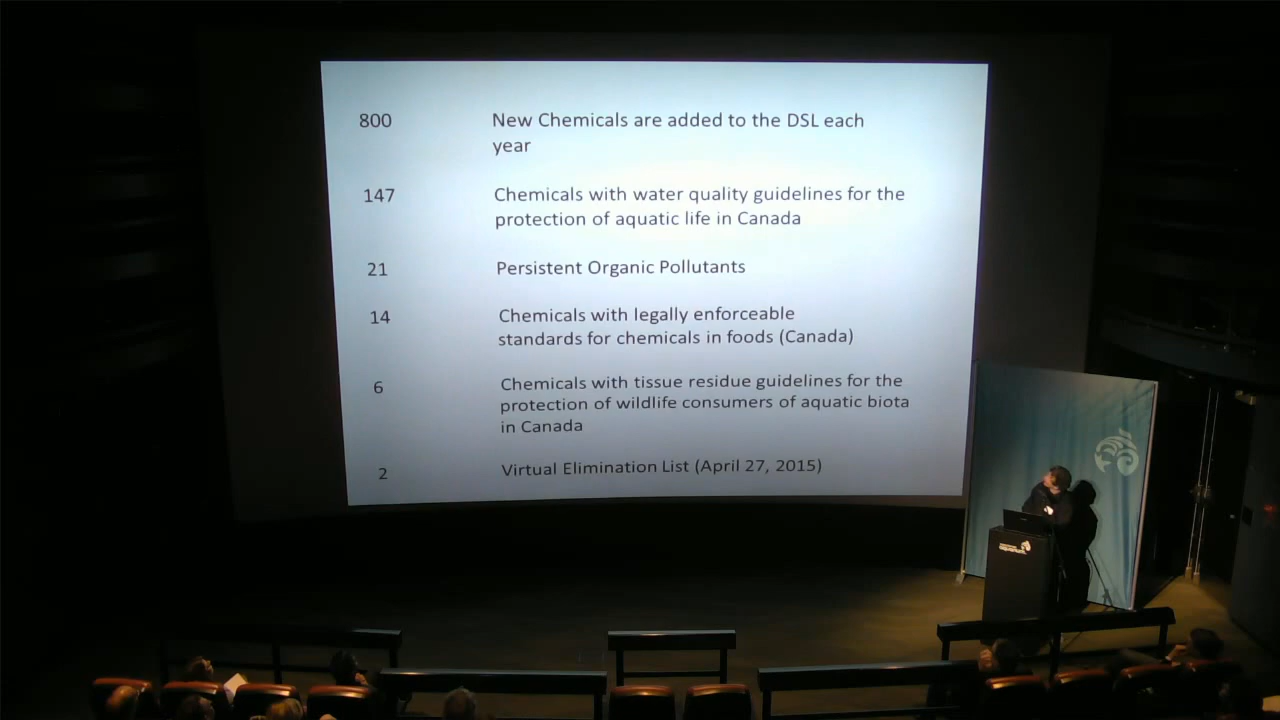 800 New Chemicals are added to the DSL each
year
147 Chemicals with water quality guidelines for the
protection of aquatic life in Canada
21 Persistent Organic Pollutants
14 Chemicals with legally enforceable
standards for chemicals in foods (Canada)
6 Chemicals with tissue residue guidelines for the
protection of wildlife consumers of aquatic biota
in Canada
2 Virtual Elimination List (April 27, 2015)